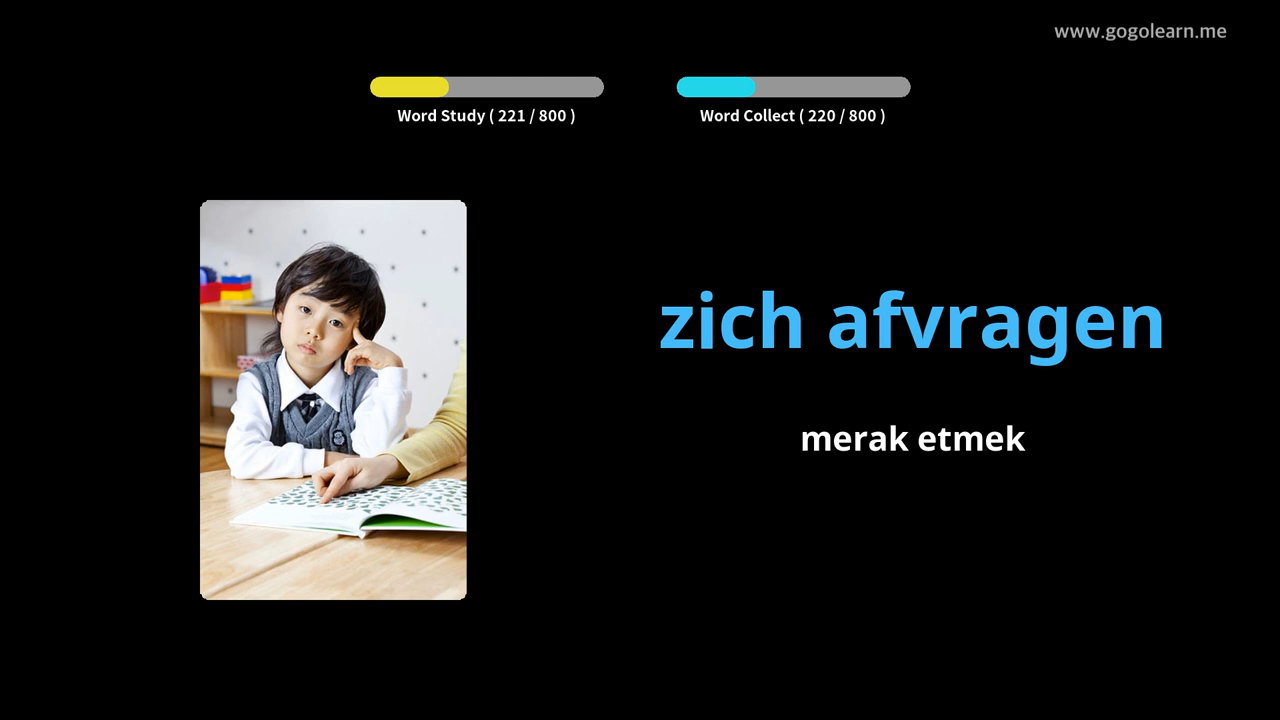 www.gogolearn.me
Word Study ( 221 / 800 )
Word Collect ( 220 / 800 )
zich afvragen
merak etmek